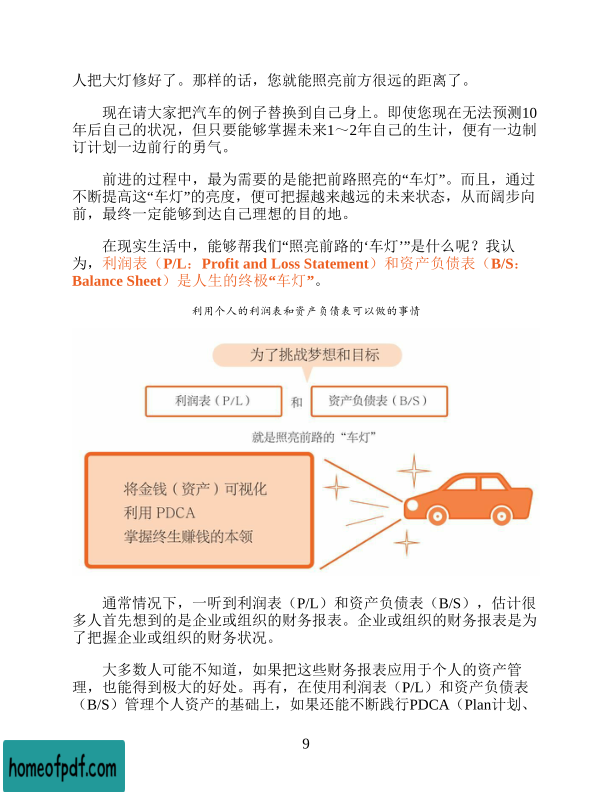 人把大灯修好了。那样的话，您就能照亮前方很远的距离了。
现在请大家把汽车的例子替换到自己身上。即使您现在无法预测10
年后自己的状况，但只要能够掌握未来1～2年自己的生计，便有一边制
订计划一边前行的勇气。
前进的过程中，最为需要的是能把前路照亮的“车灯”。而且，通过
不断提高这“车灯”的亮度，便可把握越来越远的未来状态，从而阔步向
前，最终一定能够到达自己理想的目的地。
在现实生活中，能够帮我们“照亮前路的‘车灯’”是什么呢？我认
为，利润表（P/L：Profit and Loss Statement）和资产负债表（B/S：
Balance Sheet）是人生的终极“车灯”。
利用个人的利润表和资产负债表可以做的事情
为了挑战梦想和目标
利润表（P/L） 和 资产负债表（B/S）
就是照亮前路的“车灯”
将金钱（资产）可视化
利用 PDCA
掌握终生赚钱的本领
通常情况下，一听到利润表（P/L）和资产负债表（B/S），估计很
多人首先想到的是企业或组织的财务报表。企业或组织的财务报表是为
了把握企业或组织的财务状况。
大多数人可能不知道，如果把这些财务报表应用于个人的资产管
理，也能得到极大的好处。再有，在使用利润表（P/L）和资产负债表
（B/S）管理个人资产的基础上，如果还能不断践行PDCA（Plan计划、
9
homeofpdf.com